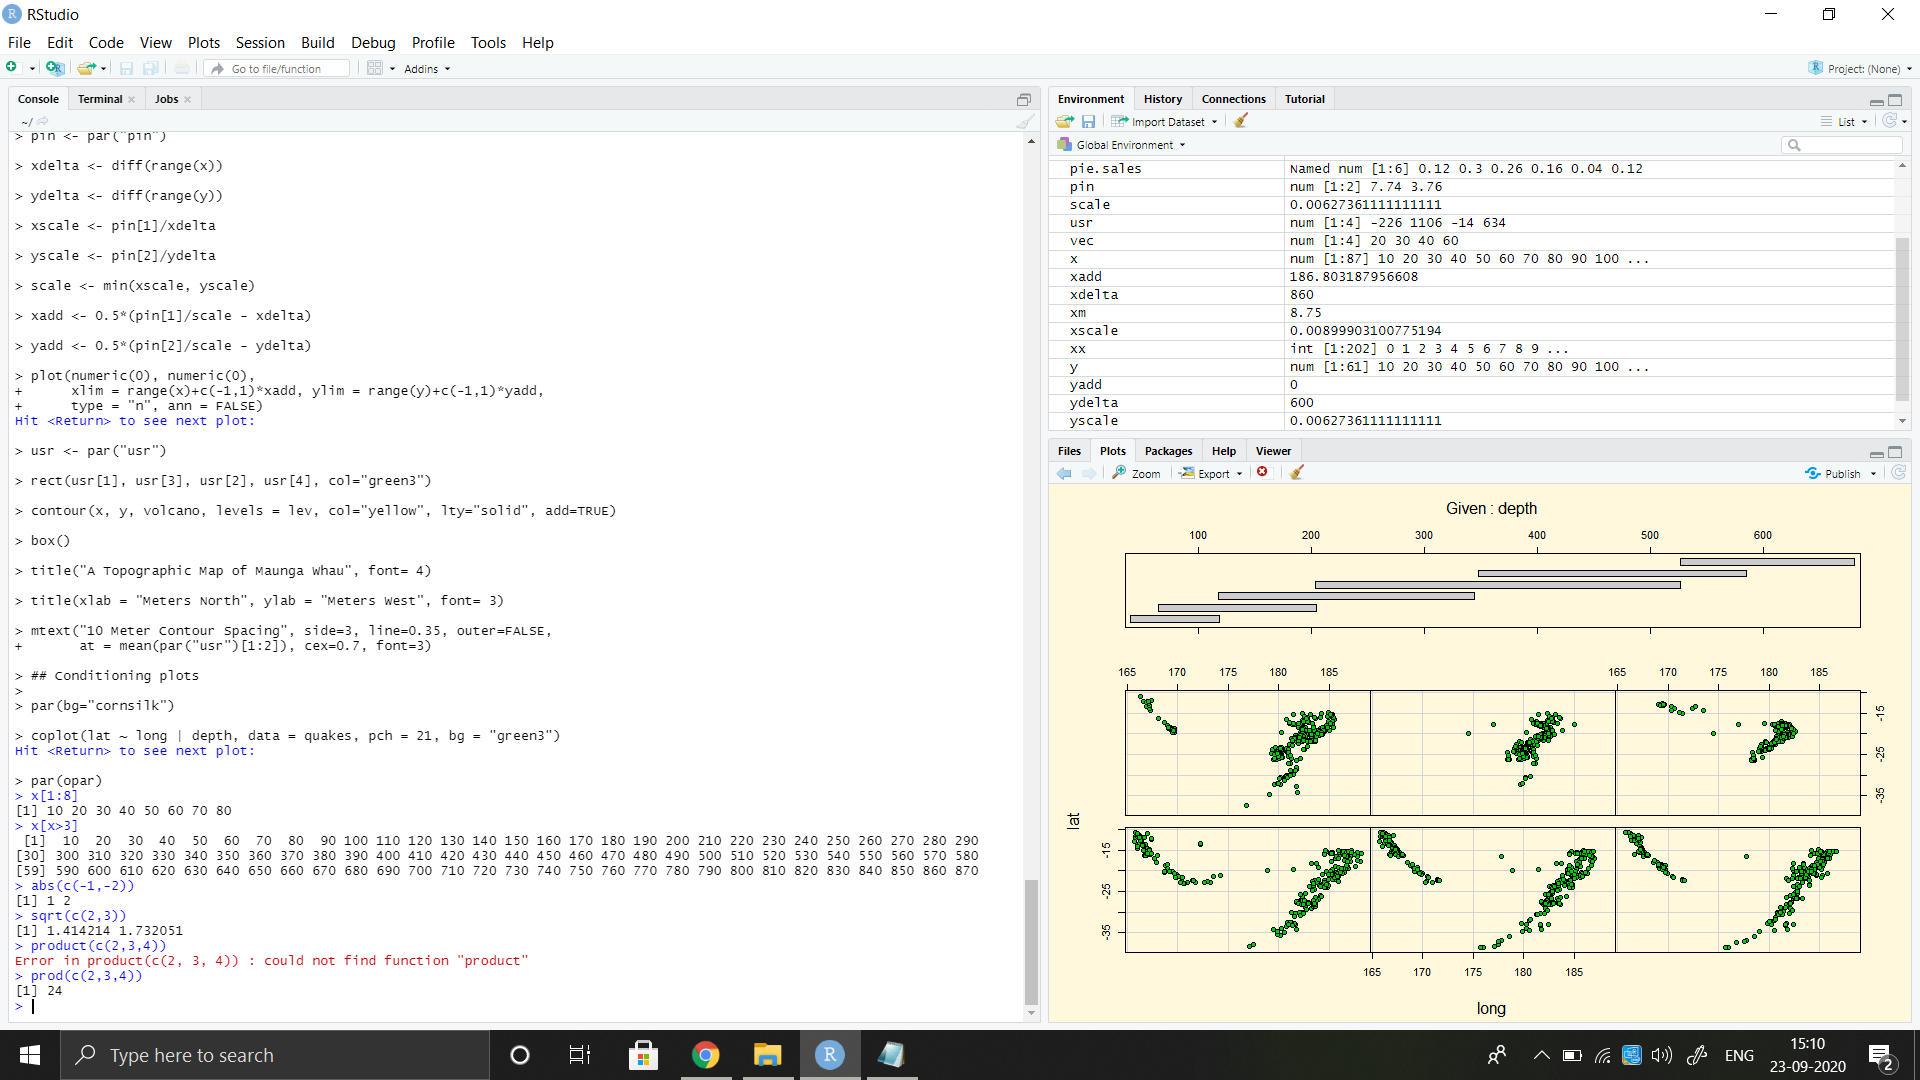 RStudio
File Edit Code View Plots Session Build Debug Profile Tools Help
Go to file/function Addins Project: (None)
Console Terminal Jobs
~/
> pin <- par("pin")
> xdelta <- diff(range(x))
> ydelta <- diff(range(y))
> xscale <- pin[1]/xdelta
> yscale <- pin[2]/ydelta
> scale <- min(xscale, yscale)
> xadd <- 0.5*(pin[1]/scale - xdelta)
> yadd <- 0.5*(pin[2]/scale - ydelta)
> plot(numeric(0), numeric(0),
+      xlim = range(x)+c(-1,1)*xadd, ylim = range(y)+c(-1,1)*yadd,
+      type = "n", ann = FALSE)
Hit <Return> to see next plot:
> usr <- par("usr")
> rect(usr[1], usr[3], usr[2], usr[4], col="green3")
> contour(x, y, volcano, levels = lev, col="yellow", lty="solid", add=TRUE)
> box()
> title("A Topographic Map of Maunga Whau", font= 4)
> title(xlab = "Meters North", ylab = "Meters West", font= 3)
> mtext("10 Meter Contour Spacing", side=3, line=0.35, outer=FALSE,
+       at = mean(par("usr")[1:2]), cex=0.7, font=3)
> ## Conditioning plots
>
> par(bg="cornsilk")
> coplot(lat ~ long | depth, data = quakes, pch = 21, bg = "green3")
Hit <Return> to see next plot:
> par(opar)
> x[1:8]
[1] 10 20 30 40 50 60 70 80
> x[x>3]
[1] 10 20 30 40 50 60 70 80 90 100 110 120 130 140 150 160 170 180 190 200 210 220 230 240 250 260 270 280 290
[30] 300 310 320 330 340 350 360 370 380 390 400 410 420 430 440 450 460 470 480 490 500 510 520 530 540 550 560 570 580
[59] 590 600 610 620 630 640 650 660 670 680 690 700 710 720 730 740 750 760 770 780 790 800 810 820 830 840 850 860 870
> abs(c(-1,-2))
[1] 1 2
> sqrt(c(2,3))
[1] 1.414214 1.732051
> product(c(2,3,4))
Error in product(c(2, 3, 4)) : could not find function "product"
> prod(c(2,3,4))
[1] 24
>
Environment History Connections Tutorial
Import Dataset List
Global Environment
pie.sales Named num [1:6] 0.12 0.3 0.26 0.16 0.04 0.12
pin num [1:2] 7.74 3.76
scale 0.00627361111111111
usr num [1:4] -226 1106 -14 634
vec num [1:4] 20 30 40 60
x num [1:87] 10 20 30 40 50 60 70 80 90 100 ...
xadd 186.803187956608
xdelta 860
xm 8.75
xscale 0.00899903100775194
xx int [1:202] 0 1 2 3 4 5 6 7 8 9 ...
y num [1:61] 10 20 30 40 50 60 70 80 90 100 ...
yadd 0
ydelta 600
yscale 0.00627361111111111
Files Plots Packages Help Viewer
Zoom Export Publish
Given : depth
100 200 300 400 500 600
165 170 175 180 185 165 170 175 180 185
-15
-25
-35
lat
-15
-25
-35
165 170 175 180 185
long
Type here to search
R
ENG
15:10
23-09-2020
2